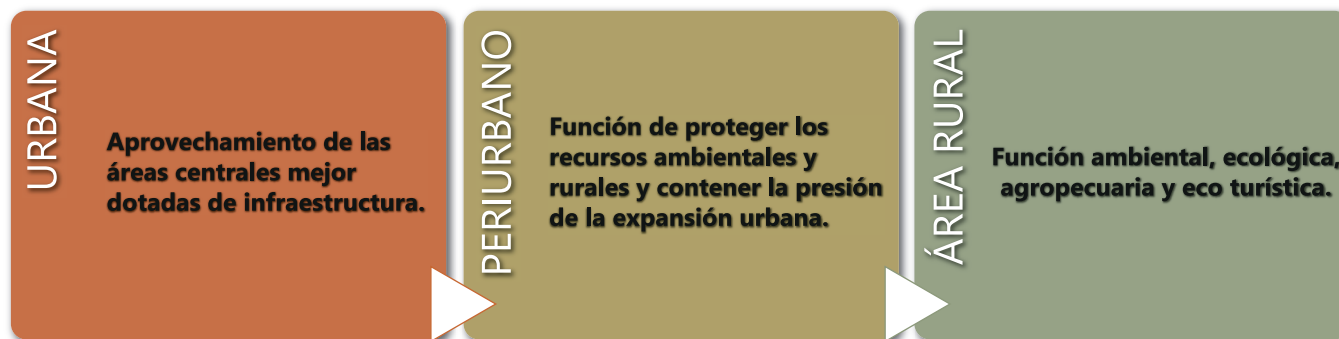 URBANA
Aprovechamiento de las
áreas centrales mejor
dotadas de infraestructura.
PERIURBANO
Función de proteger los
recursos ambientales y
rurales y contener la presión
de la expansión urbana.
ÁREA RURAL
Función ambiental, ecológica,
agropecuaria y eco turística.